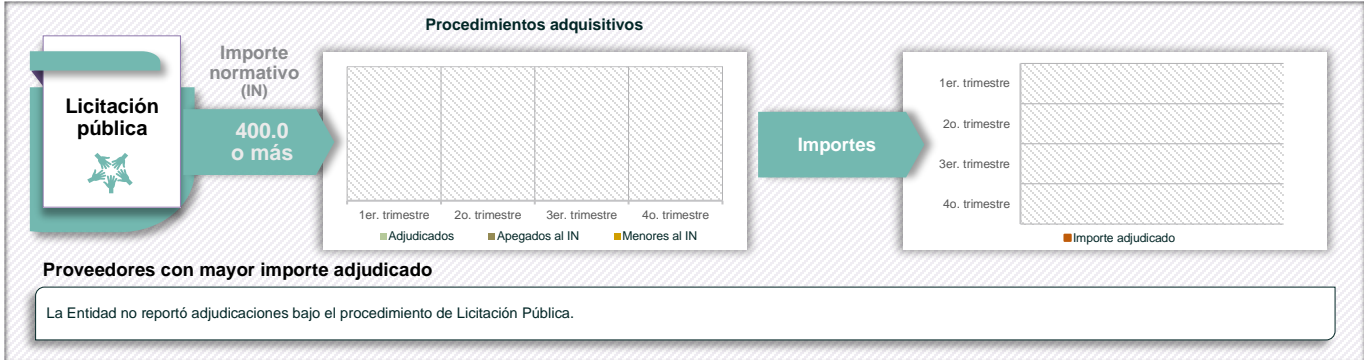 Procedimientos adquisitivos
Licitación
pública
Importe
normativo
(IN)
400.0
o más
1er. trimestre 2o. trimestre 3er. trimestre 4o. trimestre
Adjudicados Apegados al IN Menores al IN
Importes
1er. trimestre
2o. trimestre
3er. trimestre
4o. trimestre
Importe adjudicado
Proveedores con mayor importe adjudicado
La Entidad no reportó adjudicaciones bajo el procedimiento de Licitación Pública.